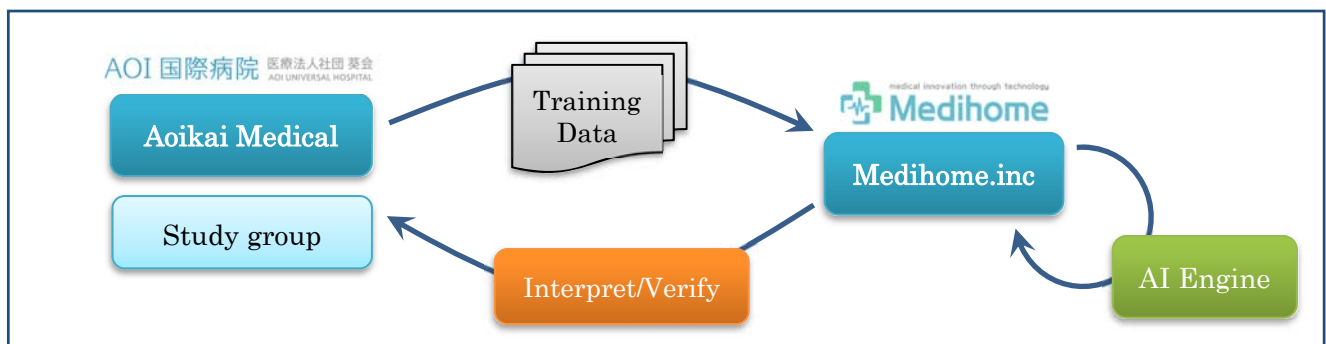 AOI 国際病院 医療法人社団 葵会
AOI UNIVERSAL HOSPITAL
Aoikai Medical
Study group
Training
Data
medical innovation through technology
Medihome
Medihome.inc
Interpret/Verify
AI Engine